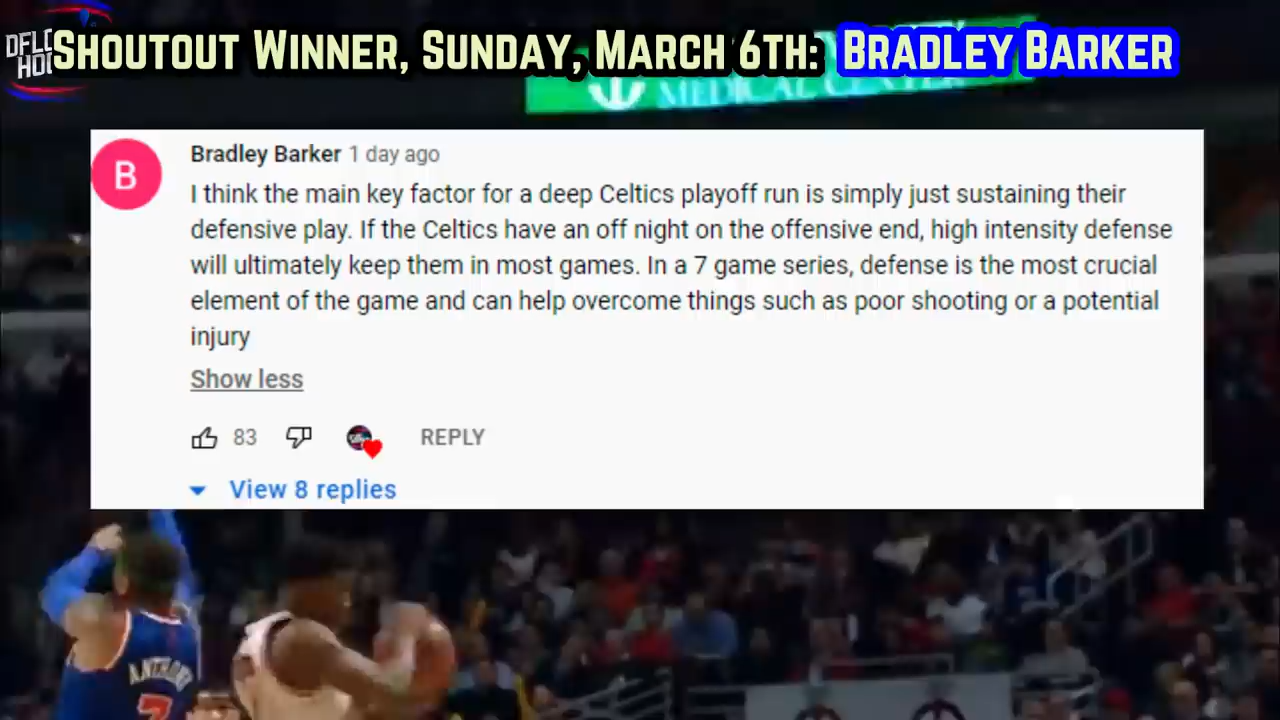 Shoutout Winner, Sunday, March 6th: Bradley Barker
MEDICAL CENTER
B
Bradley Barker 1 day ago
I think the main key factor for a deep Celtics playoff run is simply just sustaining their
defensive play. If the Celtics have an off night on the offensive end, high intensity defense
will ultimately keep them in most games. In a 7 game series, defense is the most crucial
element of the game and can help overcome things such as poor shooting or a potential
injury
Show less
83 REPLY
View 8 replies
ANTHONY
7